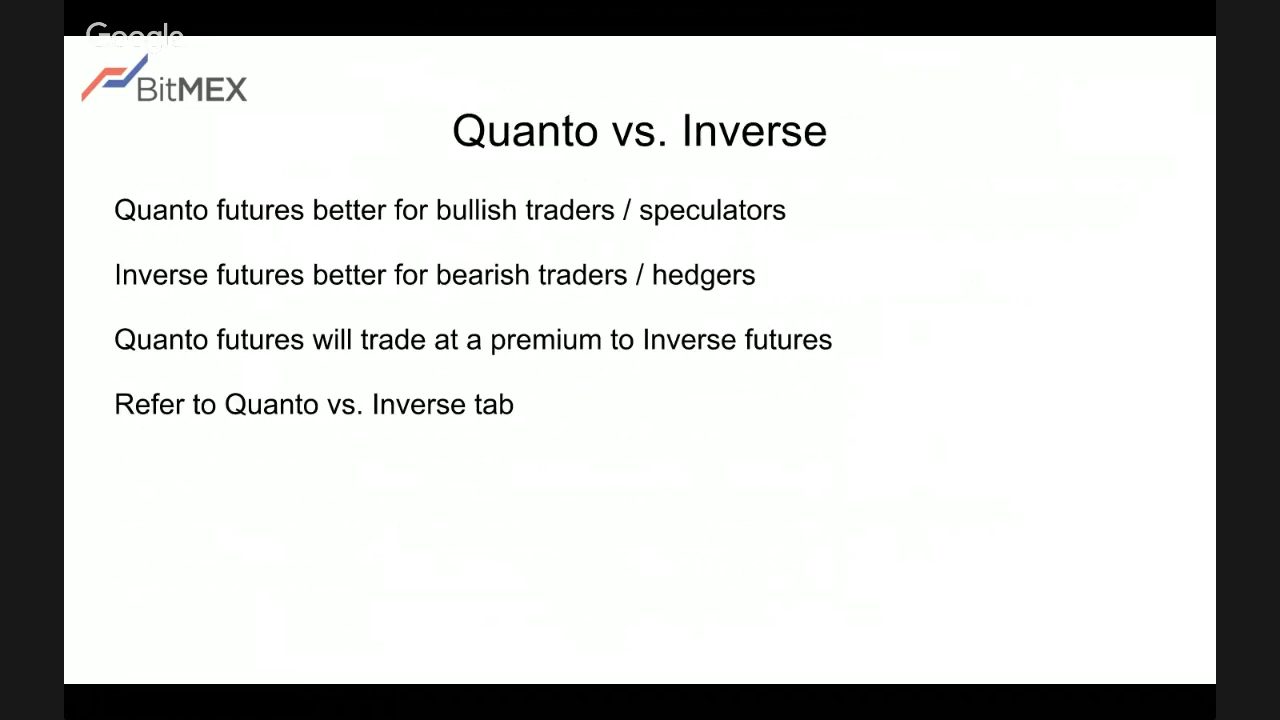 Google
BitMEX
Quanto vs. Inverse
Quanto futures better for bullish traders / speculators
Inverse futures better for bearish traders / hedgers
Quanto futures will trade at a premium to Inverse futures
Refer to Quanto vs. Inverse tab